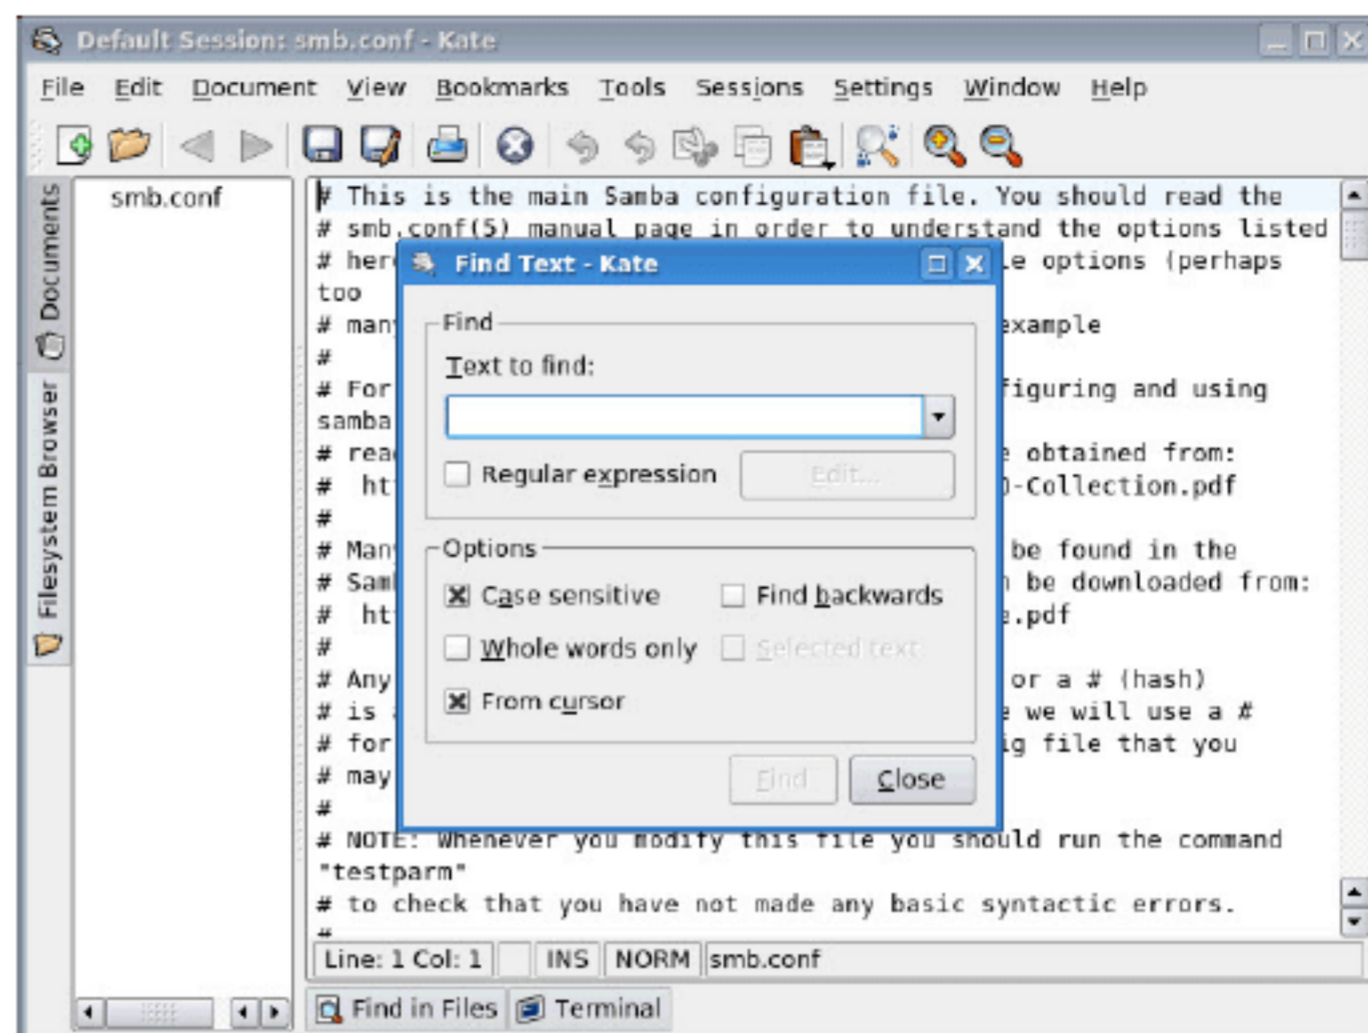 Default Session: smb.conf - Kate
File Edit Document View Bookmarks Tools Sessions Settings Window Help
Documents
Filesystem Browser
smb.conf
# This is the main Samba configuration file. You should read the
# smb.conf(5) manual page in order to understand the options listed
# her
le options (perhaps
too
# man
example
#
# For
figuring and using
samba
# rea
e obtained from:
# ht
-Collection.pdf
#
# Man
be found in the
# Sam
n be downloaded from:
# ht
e.pdf
#
# Any
or a # (hash)
# is
e we will use a #
# for
ig file that you
# may
#
# NOTE: Whenever you modify this file you should run the command
"testparm"
# to check that you have not made any basic syntactic errors.
#
Find Text - Kate
Find
Text to find:
Regular expression Edit...
Options
Case sensitive Find backwards
Whole words only Selected text
From cursor
Find Close
Line: 1 Col: 1 INS NORM smb.conf
Find in Files Terminal